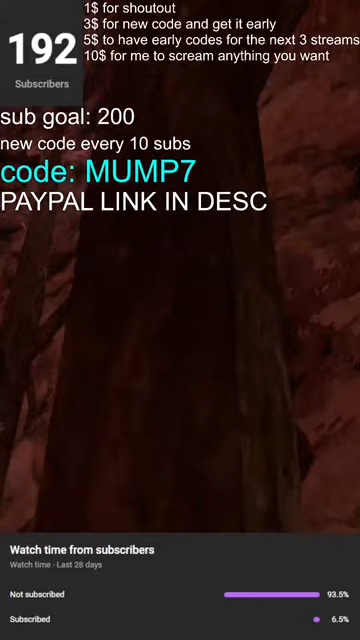 1$ for shoutout
3$ for new code and get it early
5$ to have early codes for the next 3 streams
10$ for me to scream anything you want
192
Subscribers
sub goal: 200
new code every 10 subs
code: MUMP7
PAYPAL LINK IN DESC
Watch time from subscribers
Watch time · Last 28 days
Not subscribed 93.5%
Subscribed 6.5%